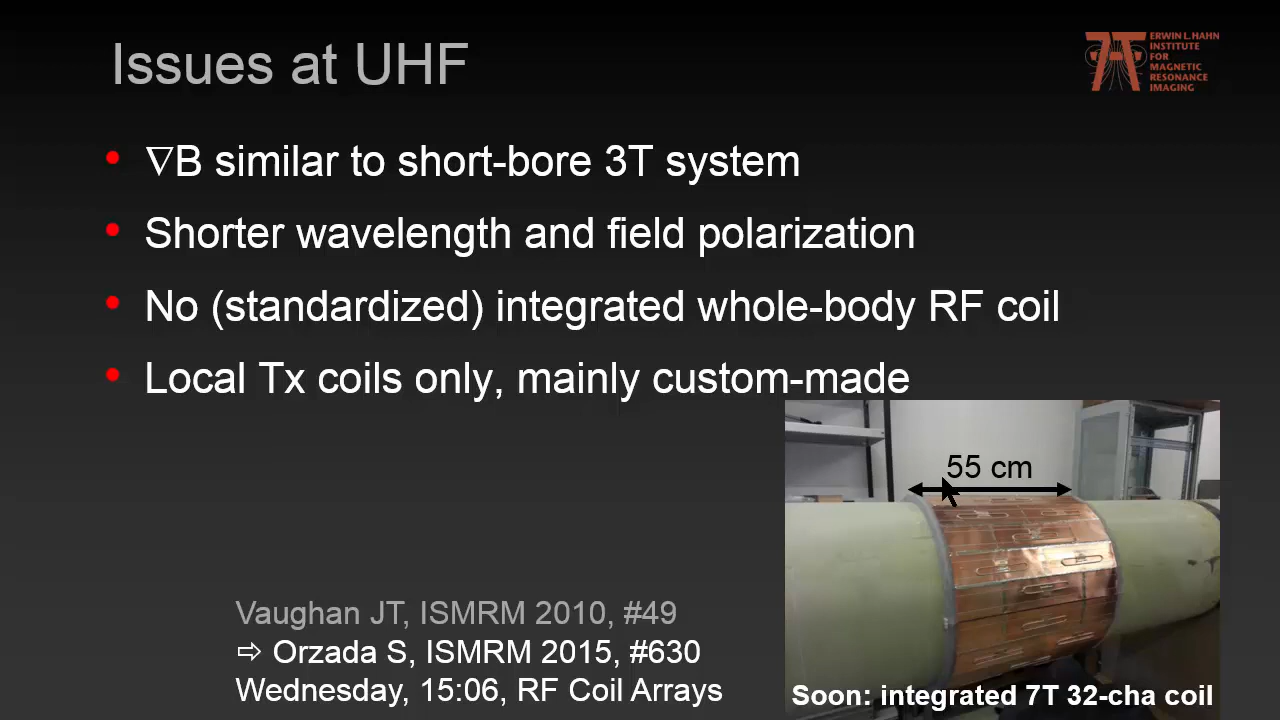 Issues at UHF
ERWIN L. HAHN
INSTITUTE
FOR
MAGNETIC
RESONANCE
IMAGING
7T
• ∇B similar to short-bore 3T system
• Shorter wavelength and field polarization
• No (standardized) integrated whole-body RF coil
• Local Tx coils only, mainly custom-made
55 cm
Vaughan JT, ISMRM 2010, #49
⇨ Orzada S, ISMRM 2015, #630
Wednesday, 15:06, RF Coil Arrays
Soon: integrated 7T 32-cha coil